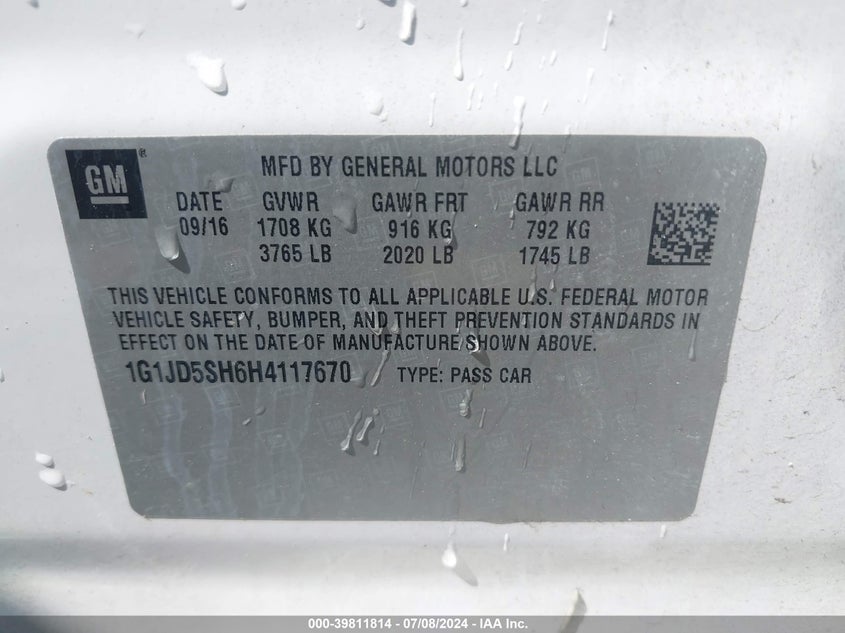 GM®
MFD BY GENERAL MOTORS LLC
DATE GVWR GAWR FRT GAWR RR
09/16 1708 KG 916 KG 792 KG
3765 LB 2020 LB 1745 LB
THIS VEHICLE CONFORMS TO ALL APPLICABLE U.S. FEDERAL MOTOR
VEHICLE SAFETY, BUMPER, AND THEFT PREVENTION STANDARDS IN
EFFECT ON THE DATE OF MANUFACTURE SHOWN ABOVE.
1G1JD5SH6H4117670 TYPE: PASS CAR
000-39811814 - 07/08/2024 - IAA Inc.